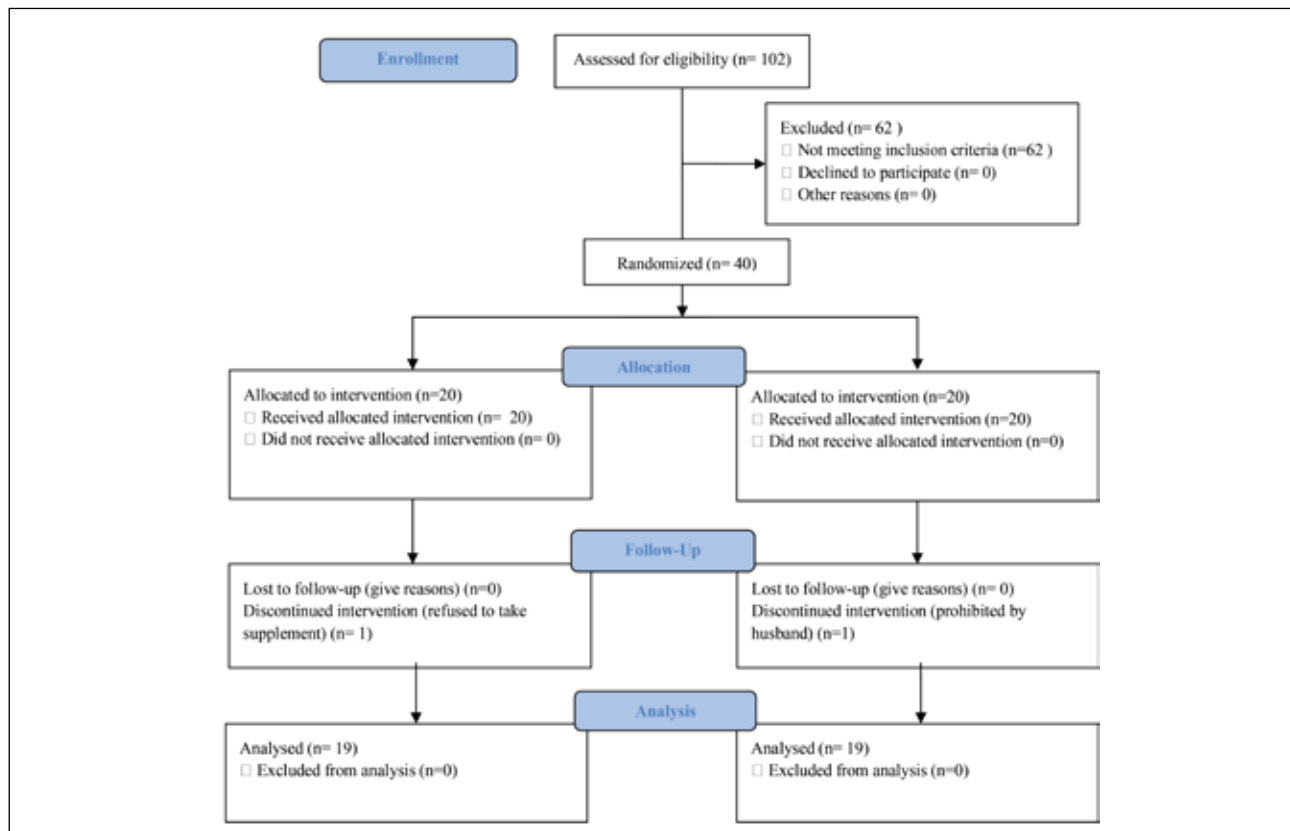 Enrollment
Assessed for eligibility (n= 102)
Excluded (n= 62 )
□ Not meeting inclusion criteria (n=62 )
□ Declined to participate (n= 0)
□ Other reasons (n= 0)
Randomized (n= 40)
Allocation
Allocated to intervention (n=20)
□ Received allocated intervention (n= 20)
□ Did not receive allocated intervention (n= 0)
Allocated to intervention (n=20)
□ Received allocated intervention (n=20)
□ Did not receive allocated intervention (n=0)
Follow-Up
Lost to follow-up (give reasons) (n=0)
Discontinued intervention (refused to take
supplement) (n= 1)
Lost to follow-up (give reasons) (n= 0)
Discontinued intervention (prohibited by
husband) (n=1)
Analysis
Analysed (n= 19)
□ Excluded from analysis (n=0)
Analysed (n= 19)
□ Excluded from analysis (n=0)